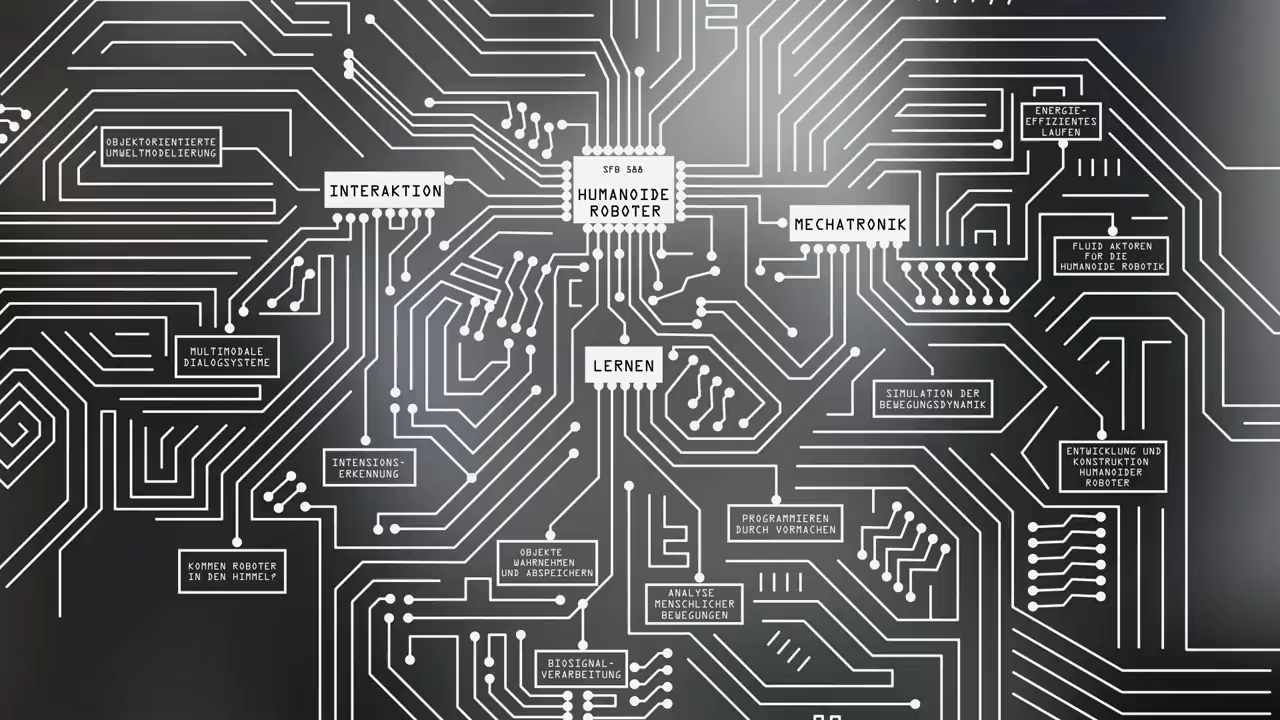 ENERGIE-
EFFIZIENTES
LAUFEN
OBJEKTORIENTIERTE
UMWELTMODELIERUNG
SFB 588
HUMANOIDE
ROBOTER
INTERAKTION
MECHATRONIK
FLUID AKTOREN
FÜR DIE
HUMANOIDE ROBOTIK
MULTIMODALE
DIALOGSYSTEME
LERNEN
SIMULATION DER
BEWEGUNGSDYNAMIK
INTENSIONS-
ERKENNUNG
ENTWICKLUNG UND
KONSTRUKTION
HUMANOIDER
ROBOTER
PROGRAMMIEREN
DURCH VORMACHEN
OBJEKTE
WAHRNEHMEN
UND ABSPEICHERN
KOMMEN ROBOTER
IN DEN HIMMEL?
ANALYSE
MENSCHLICHER
BEWEGUNGEN
BIOSIGNAL-
VERARBEITUNG